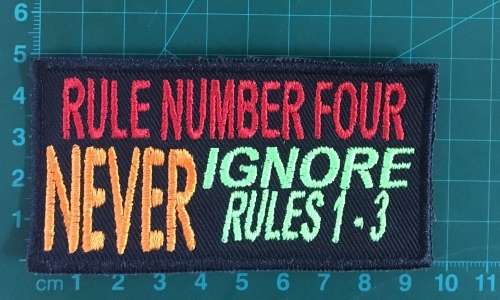 RULE NUMBER FOUR
NEVER IGNORE
RULES 1 - 3
6
5
4
3
2
1
cm 1 2 3 4 5 6 7 8 9 10 11